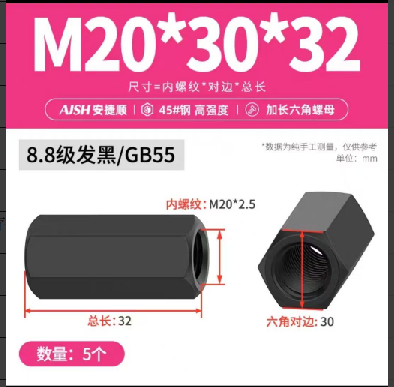 M20*30*32
尺寸=内螺纹*对边*总长
AJSH 安捷顺 45#钢 高强度 加长六角螺母
8.8级发黑/GB55
*数据为纯手工测量，仅供参考
单位：mm
内螺纹: M20*2.5
总长: 32
六角对边: 30
数量：5个